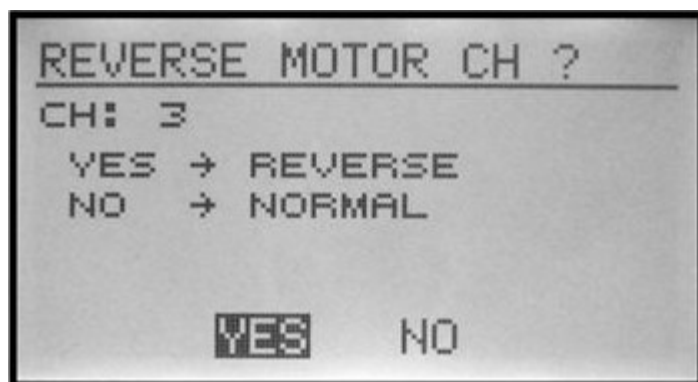 REVERSE MOTOR CH ?
CH: 3
YES → REVERSE
NO → NORMAL
YES NO